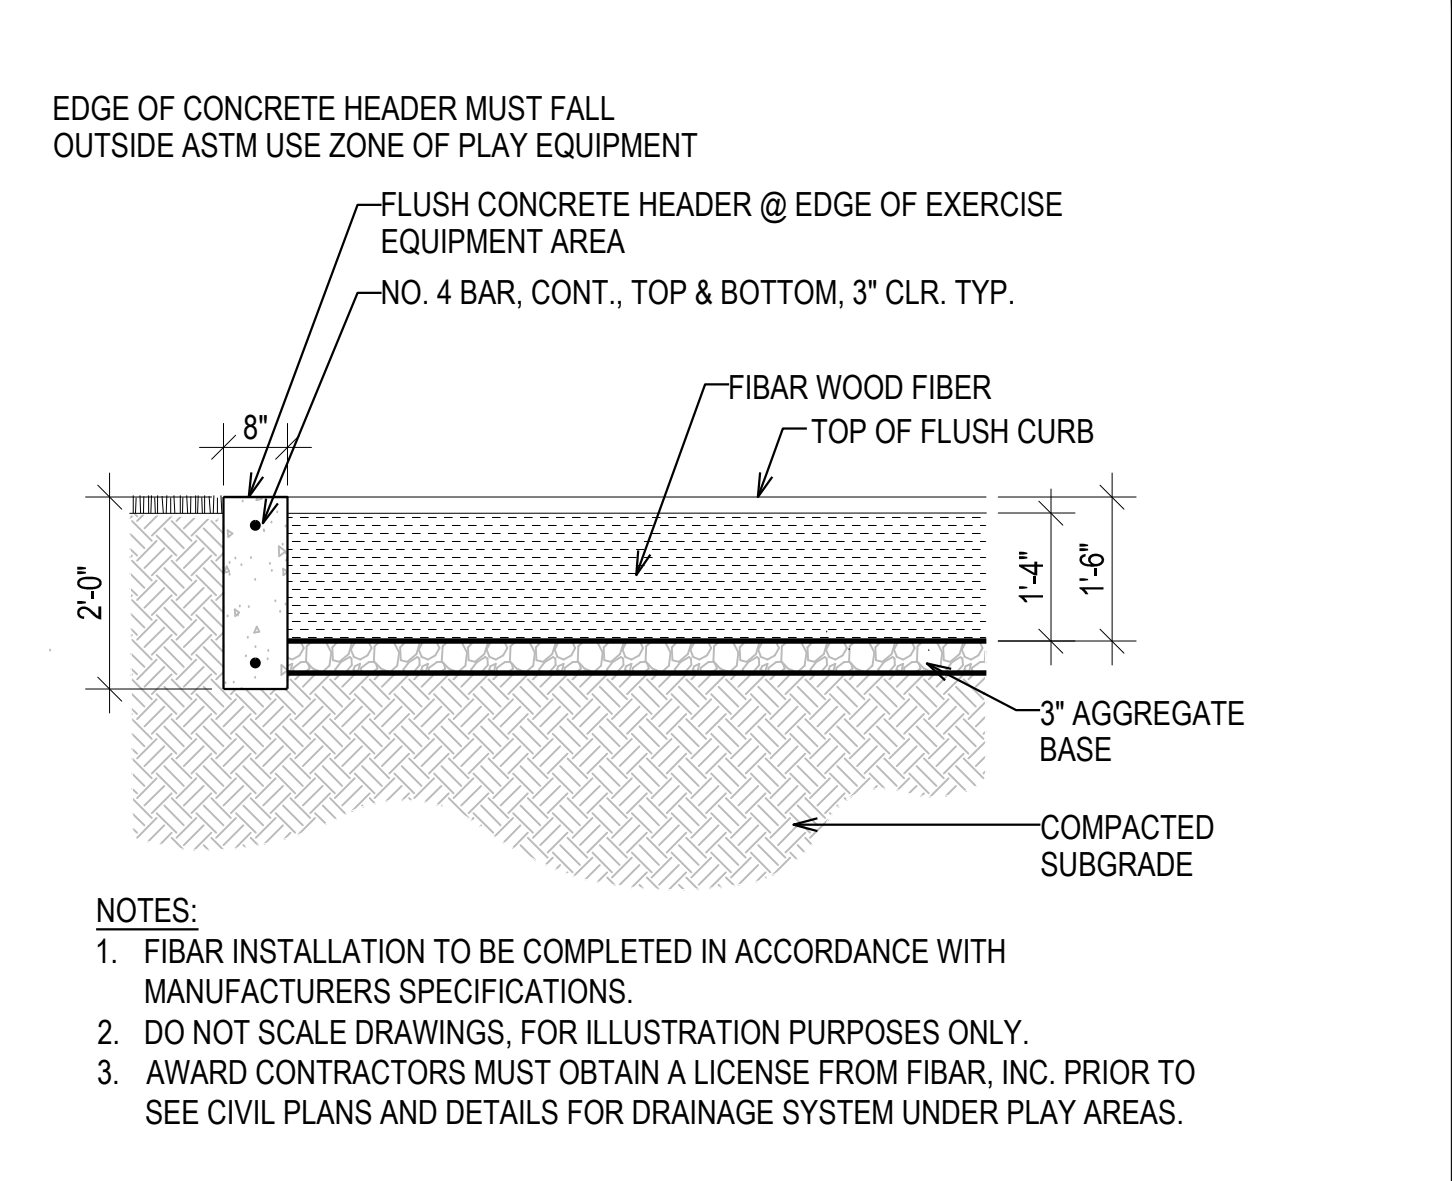 EDGE OF CONCRETE HEADER MUST FALL
OUTSIDE ASTM USE ZONE OF PLAY EQUIPMENT
FLUSH CONCRETE HEADER @ EDGE OF EXERCISE
EQUIPMENT AREA
NO. 4 BAR, CONT., TOP & BOTTOM, 3" CLR. TYP.
FIBAR WOOD FIBER
8"
TOP OF FLUSH CURB
2'-0"
1'-4"
1'-6"
3" AGGREGATE
BASE
COMPACTED
SUBGRADE
NOTES:
1. FIBAR INSTALLATION TO BE COMPLETED IN ACCORDANCE WITH
MANUFACTURERS SPECIFICATIONS.
2. DO NOT SCALE DRAWINGS, FOR ILLUSTRATION PURPOSES ONLY.
3. AWARD CONTRACTORS MUST OBTAIN A LICENSE FROM FIBAR, INC. PRIOR TO
SEE CIVIL PLANS AND DETAILS FOR DRAINAGE SYSTEM UNDER PLAY AREAS.